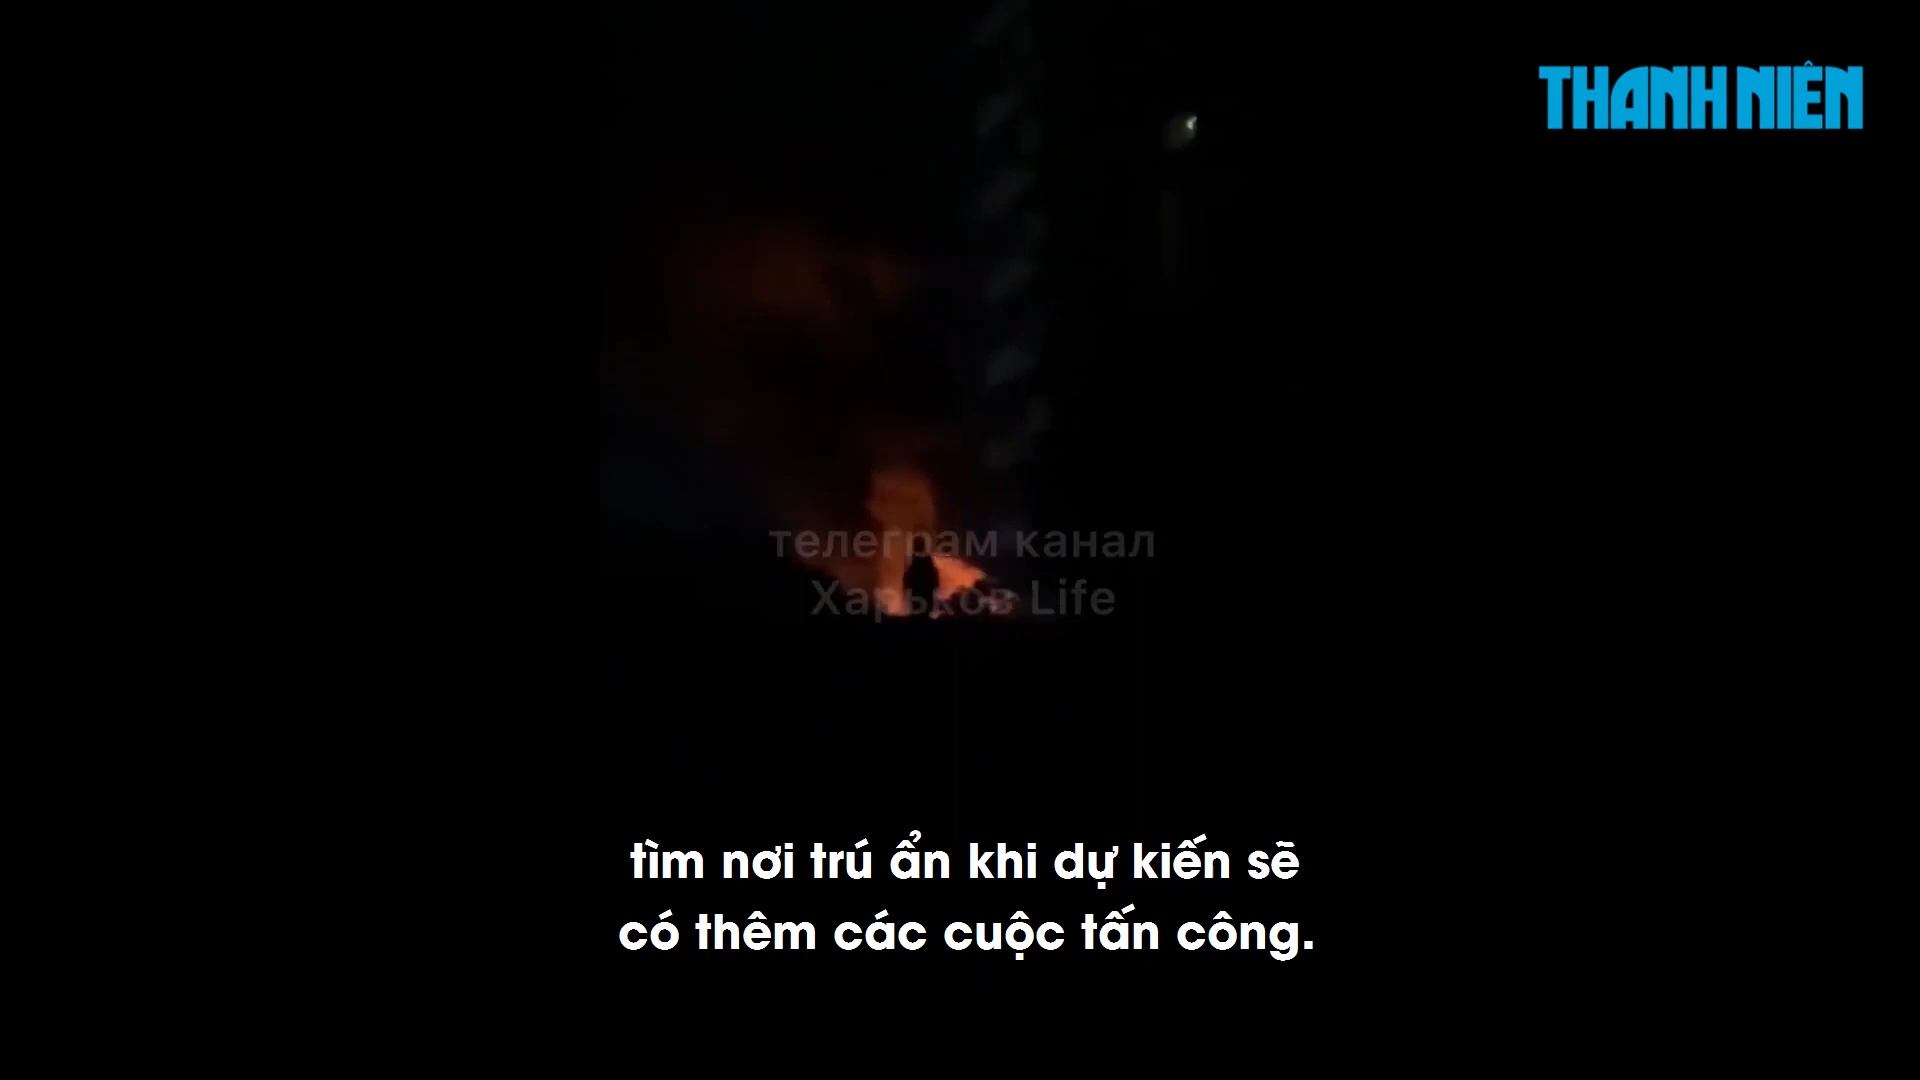 THANH NIÊN
телеграм канал
Харьков Life
tìm nơi trú ẩn khi dự kiến sẽ
có thêm các cuộc tấn công.